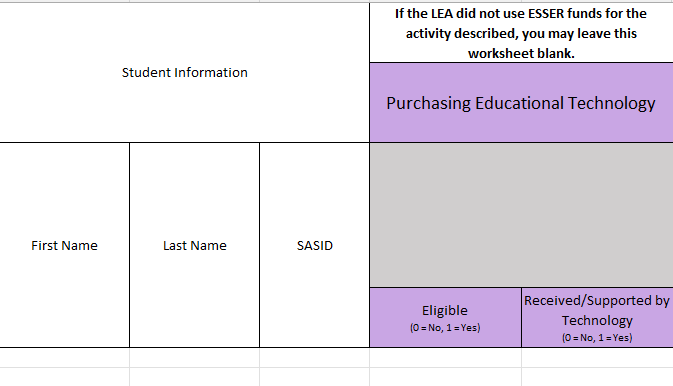 If the LEA did not use ESSER funds for the
activity described, you may leave this
worksheet blank.
Student Information
Purchasing Educational Technology
First Name
Last Name
SASID
Eligible
(0 = No, 1 = Yes)
Received/Supported by
Technology
(0 = No, 1 = Yes)